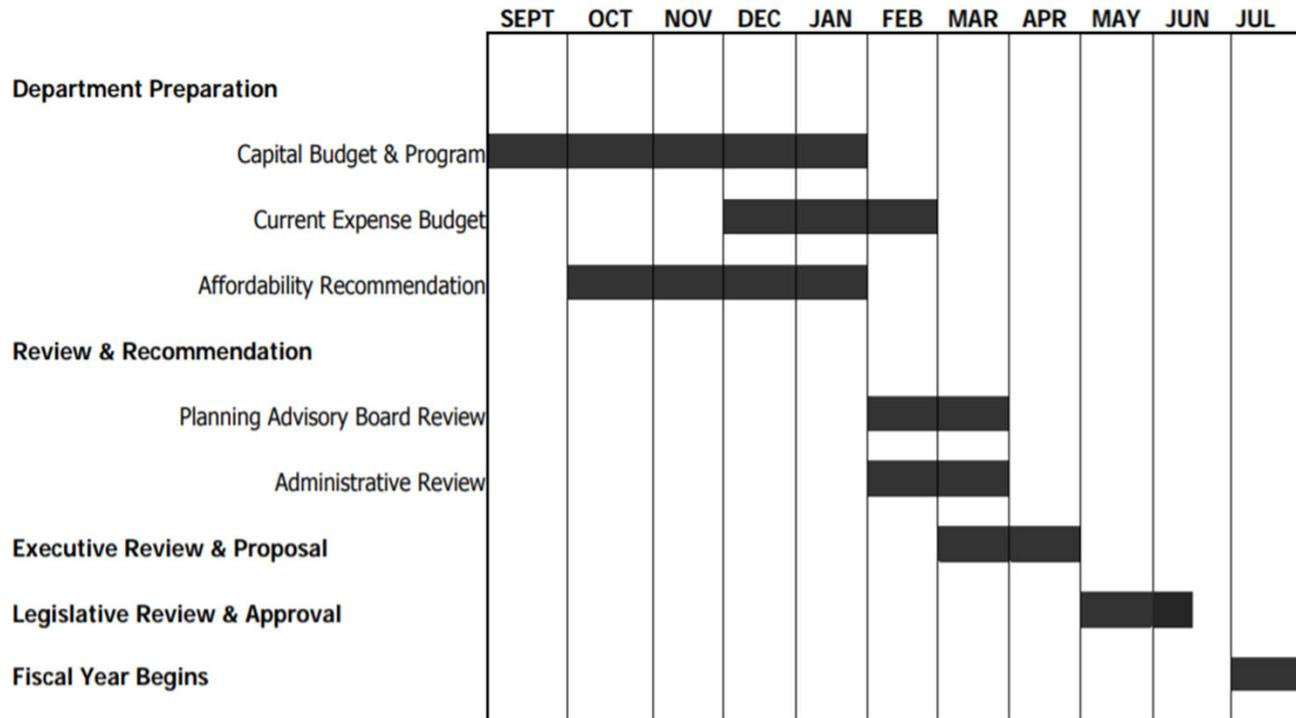 SEPT OCT NOV DEC JAN FEB MAR APR MAY JUN JUL
Department Preparation
Capital Budget & Program
Current Expense Budget
Affordability Recommendation
Review & Recommendation
Planning Advisory Board Review
Administrative Review
Executive Review & Proposal
Legislative Review & Approval
Fiscal Year Begins